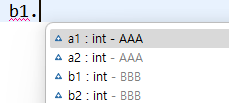 b1.
a1 : int - AAA
a2 : int - AAA
b1 : int - BBB
b2 : int - BBB